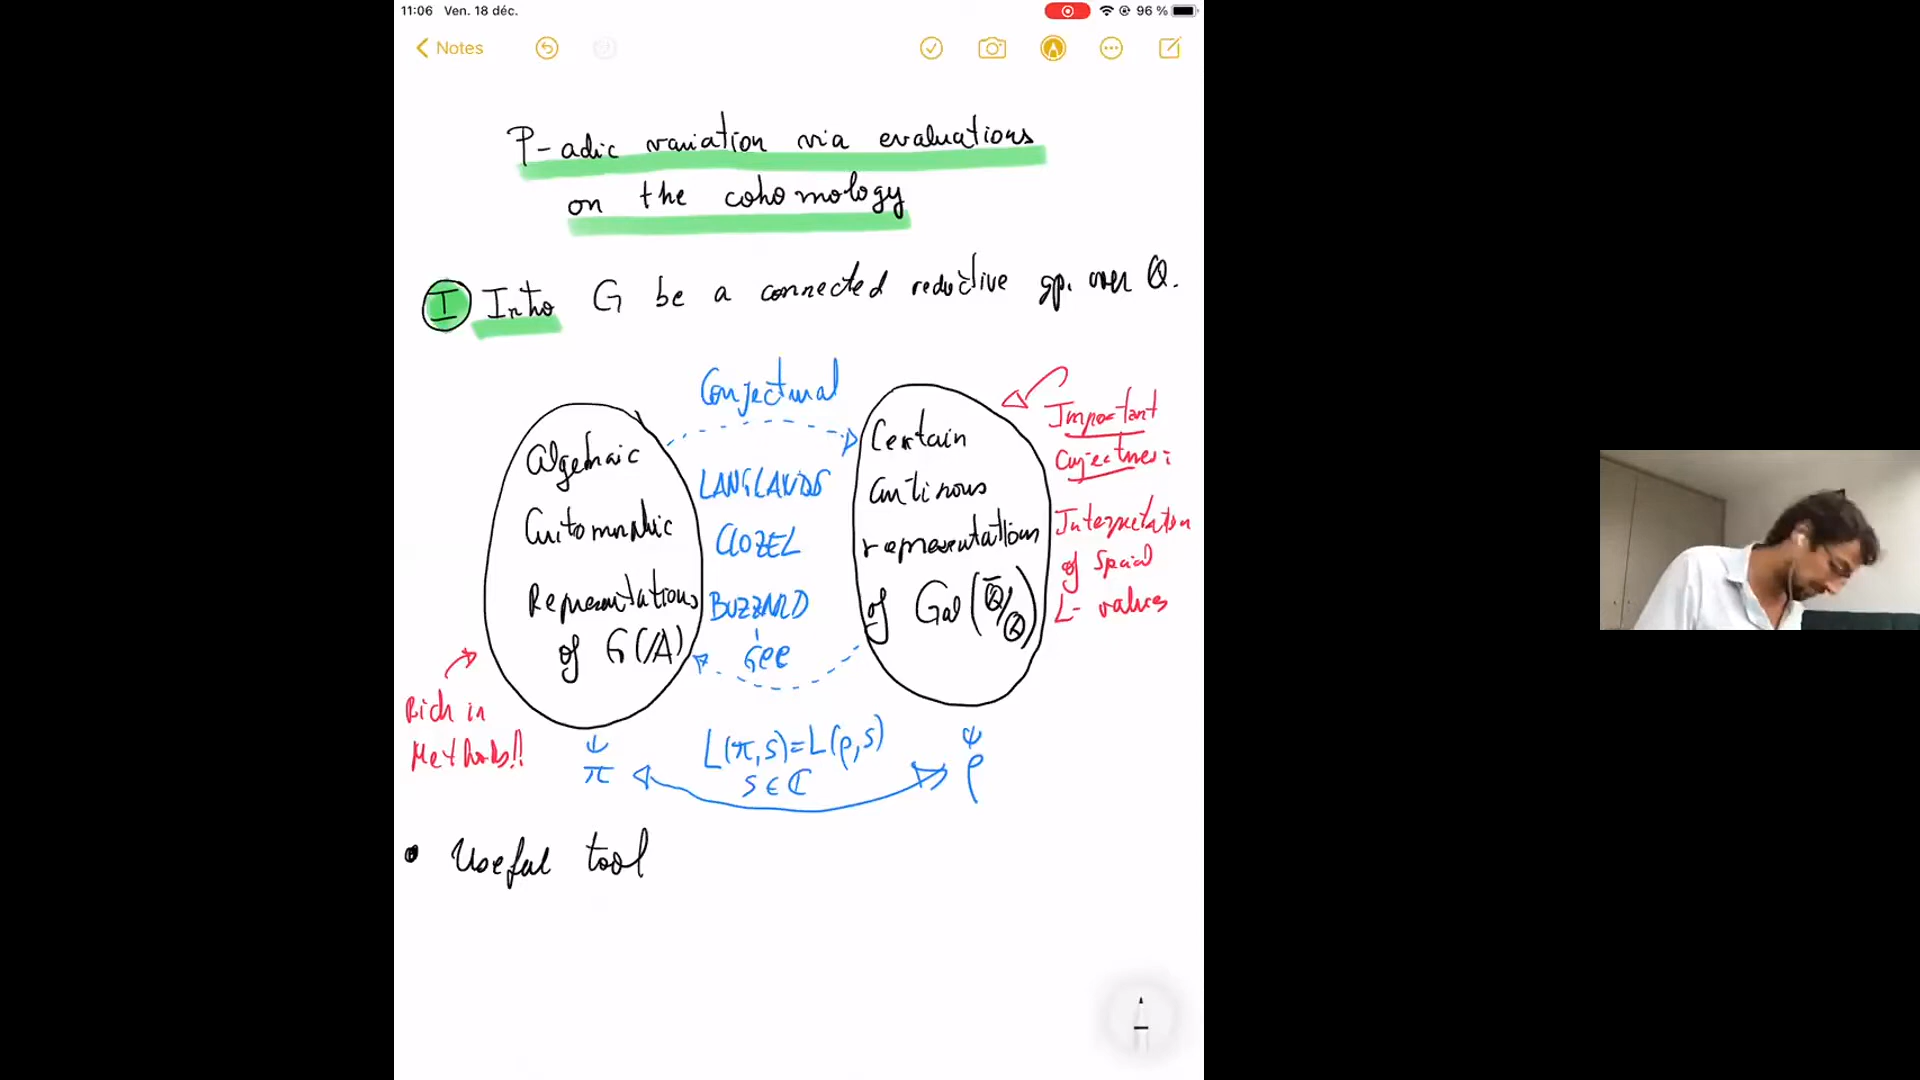 11:06 Ven. 18 déc.
96 %
Notes
P-adic variation via evaluations
on the cohomology
I Intro G be a connected reductive gp. over Q.
Conjectural
LANGLANDS
CLOZEL
BUZZARD
Gee
Algebraic
Automorphic
Representations
of G(A)
Certain
Continous
representations
of Gal(Q̄/Q)
Important
Conjectures:
Interpretation
of Special
L-values
Rich in
Methods!!
π
L(π,s)=L(ρ,s)
s∈ℂ
ρ
• Useful tool